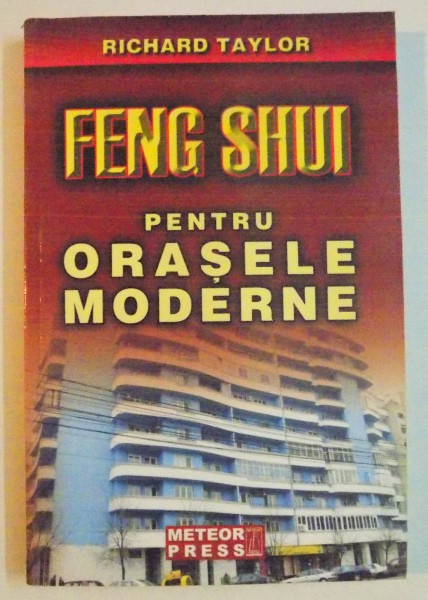 RICHARD TAYLOR
FENG SHUI
PENTRU
ORAȘELE
MODERNE
METEOR
PRESS